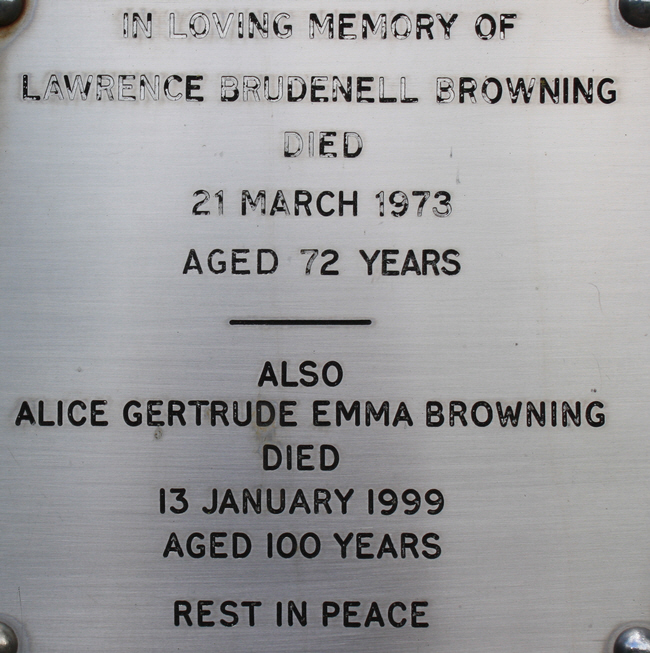 IN LOVING MEMORY OF
LAWRENCE BRUDENELL BROWNING
DIED
21 MARCH 1973
AGED 72 YEARS
ALSO
ALICE GERTRUDE EMMA BROWNING
DIED
13 JANUARY 1999
AGED 100 YEARS
REST IN PEACE